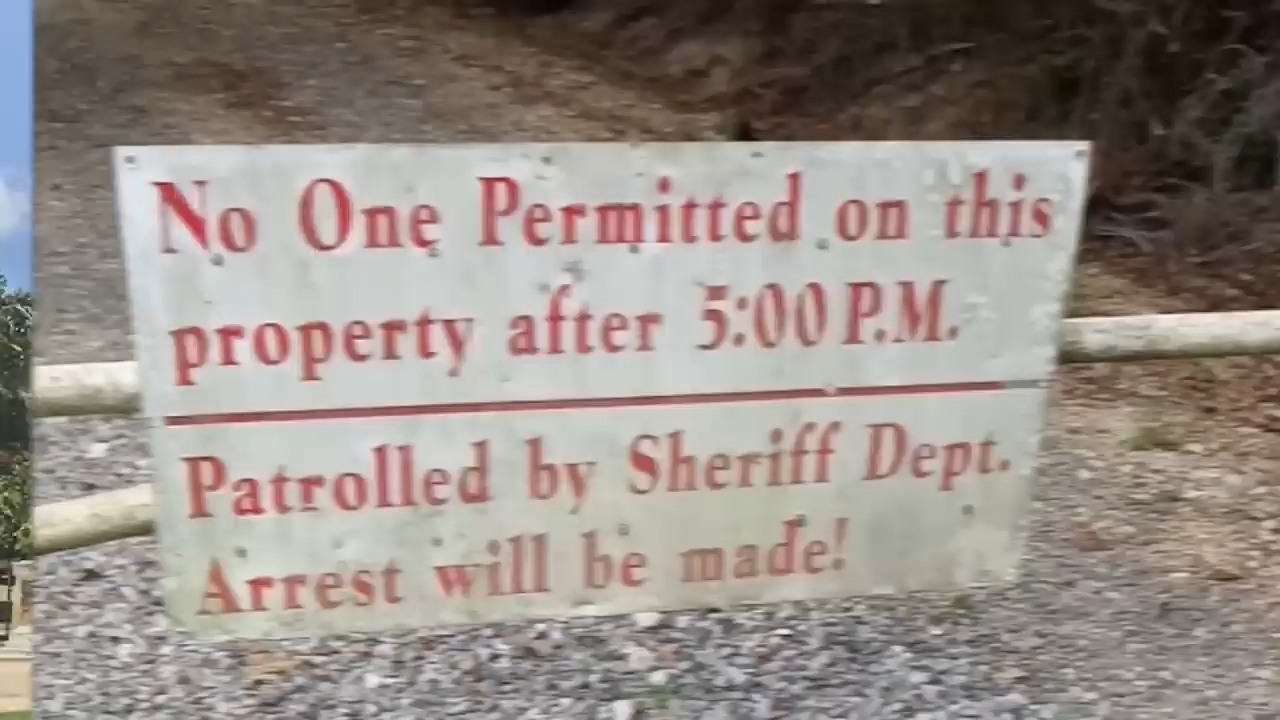 No One Permitted on this
property after 5:00 P.M.
Patrolled by Sheriff Dept.
Arrest will be made!